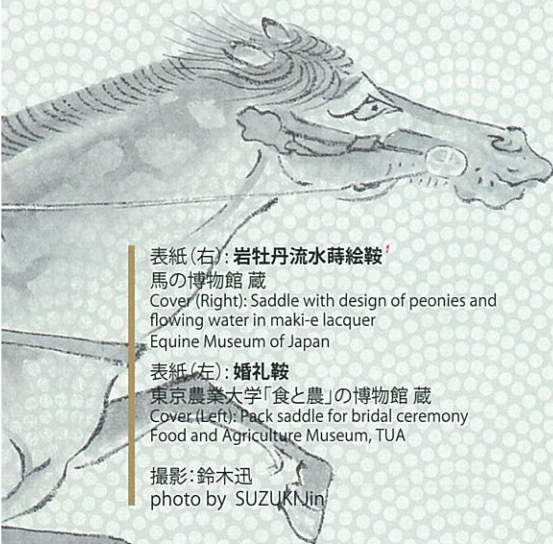 表紙（右）：岩牡丹流水蒔絵鞍1
馬の博物館 蔵
Cover (Right): Saddle with design of peonies and
flowing water in maki-e lacquer
Equine Museum of Japan
表紙（左）：婚礼鞍
東京農業大学「食と農」の博物館 蔵
Cover (Left): Pack saddle for bridal ceremony
Food and Agriculture Museum, TUA
撮影：鈴木迅
photo by SUZUKI Jin